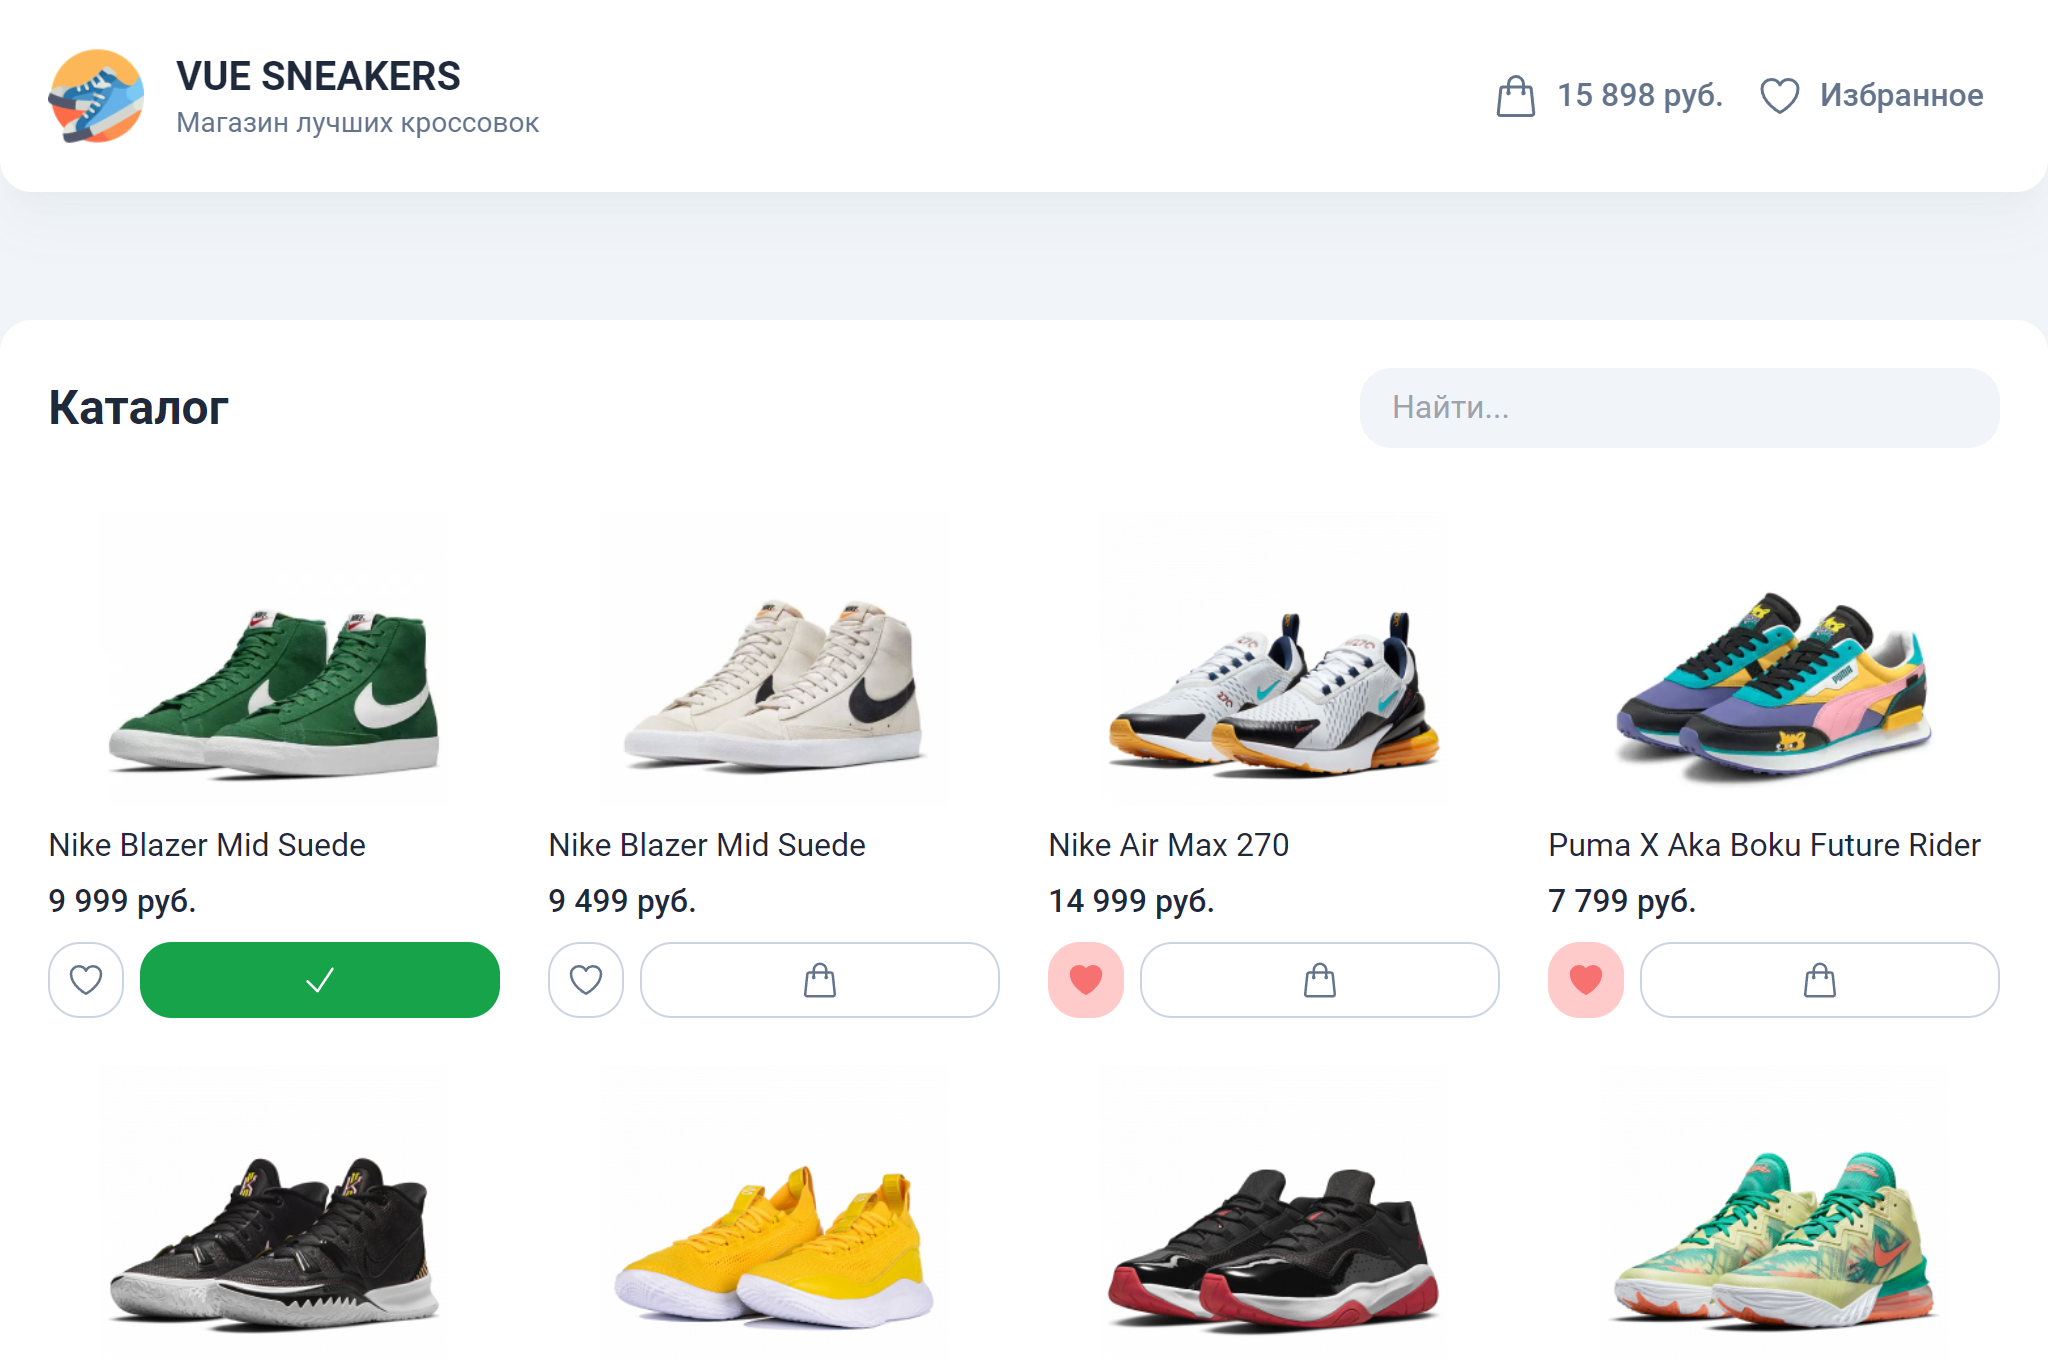 VUE SNEAKERS
Магазин лучших кроссовок
15 898 руб.
Избранное
Каталог
Найти...
Nike Blazer Mid Suede
9 999 руб.
Nike Blazer Mid Suede
9 499 руб.
Nike Air Max 270
14 999 руб.
Puma X Aka Boku Future Rider
7 799 руб.